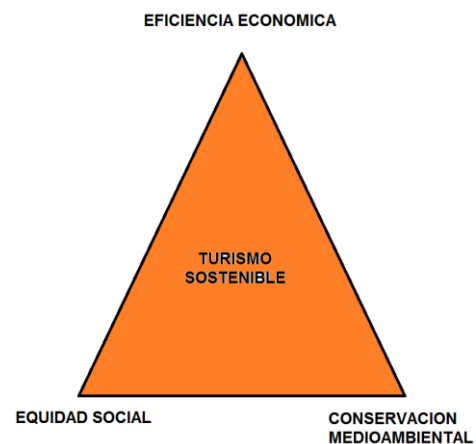 EFICIENCIA ECONOMICA
TURISMO
SOSTENIBLE
EQUIDAD SOCIAL
CONSERVACION
MEDIOAMBIENTAL